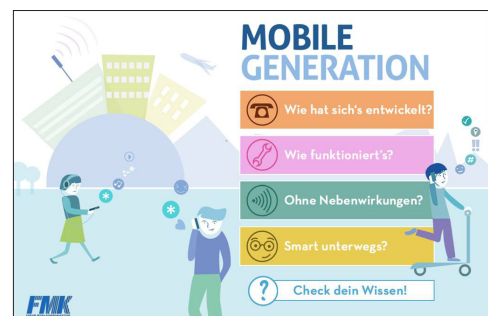 MOBILE
GENERATION
Wie hat sich's entwickelt?
Wie funktioniert's?
Ohne Nebenwirkungen?
Smart unterwegs?
? Check dein Wissen!
FMK